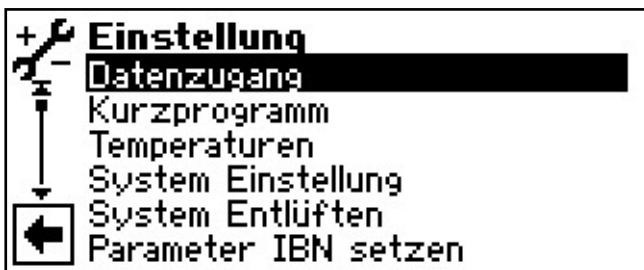 Einstellung
Datenzugang
Kurzprogramm
Temperaturen
System Einstellung
System Entlüften
Parameter IBN setzen